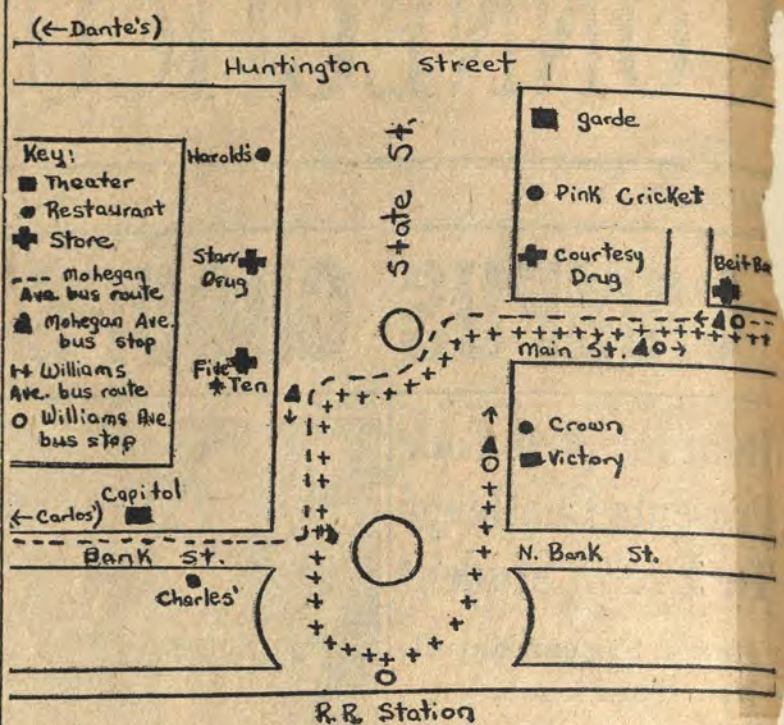 (←Dante's)
Huntington Street
State St.
Key:
■ Theater
● Restaurant
✚ Store
--- Mohegan
Ave. bus route
▲ Mohegan Ave.
bus stop
++ Williams
Ave. bus route
O Williams Ave.
bus stop
Harold's
Starr
Drug
Five
+ Ten
garde
Pink Cricket
Courtesy
Drug
Main St.
Crown
Victory
Capitol
(←Carlos')
Bank St.
Charles'
N. Bank St.
R.R. Station